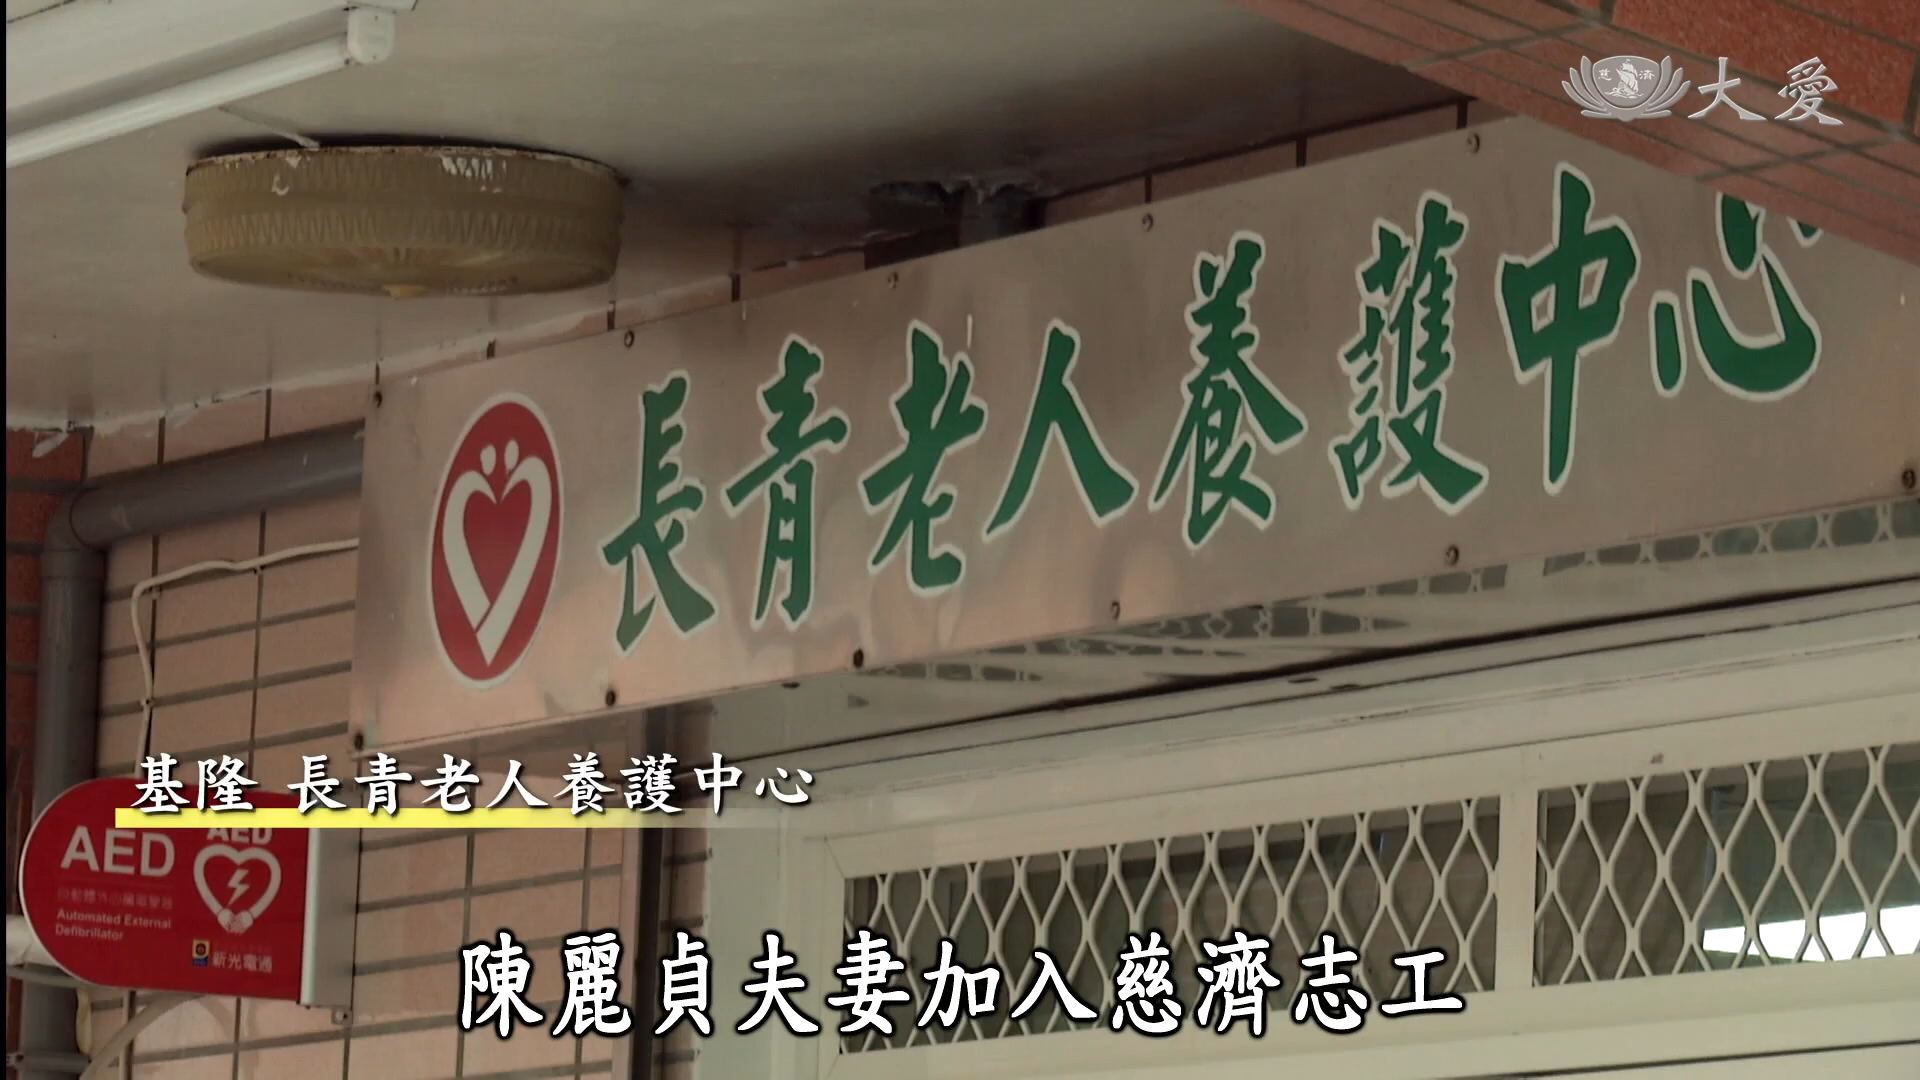 慈濟
大愛
長青老人養護中心
基隆 長青老人養護中心
AED
AED
Automated External
Defibrillator
新光電通
陳麗貞夫妻加入慈濟志工